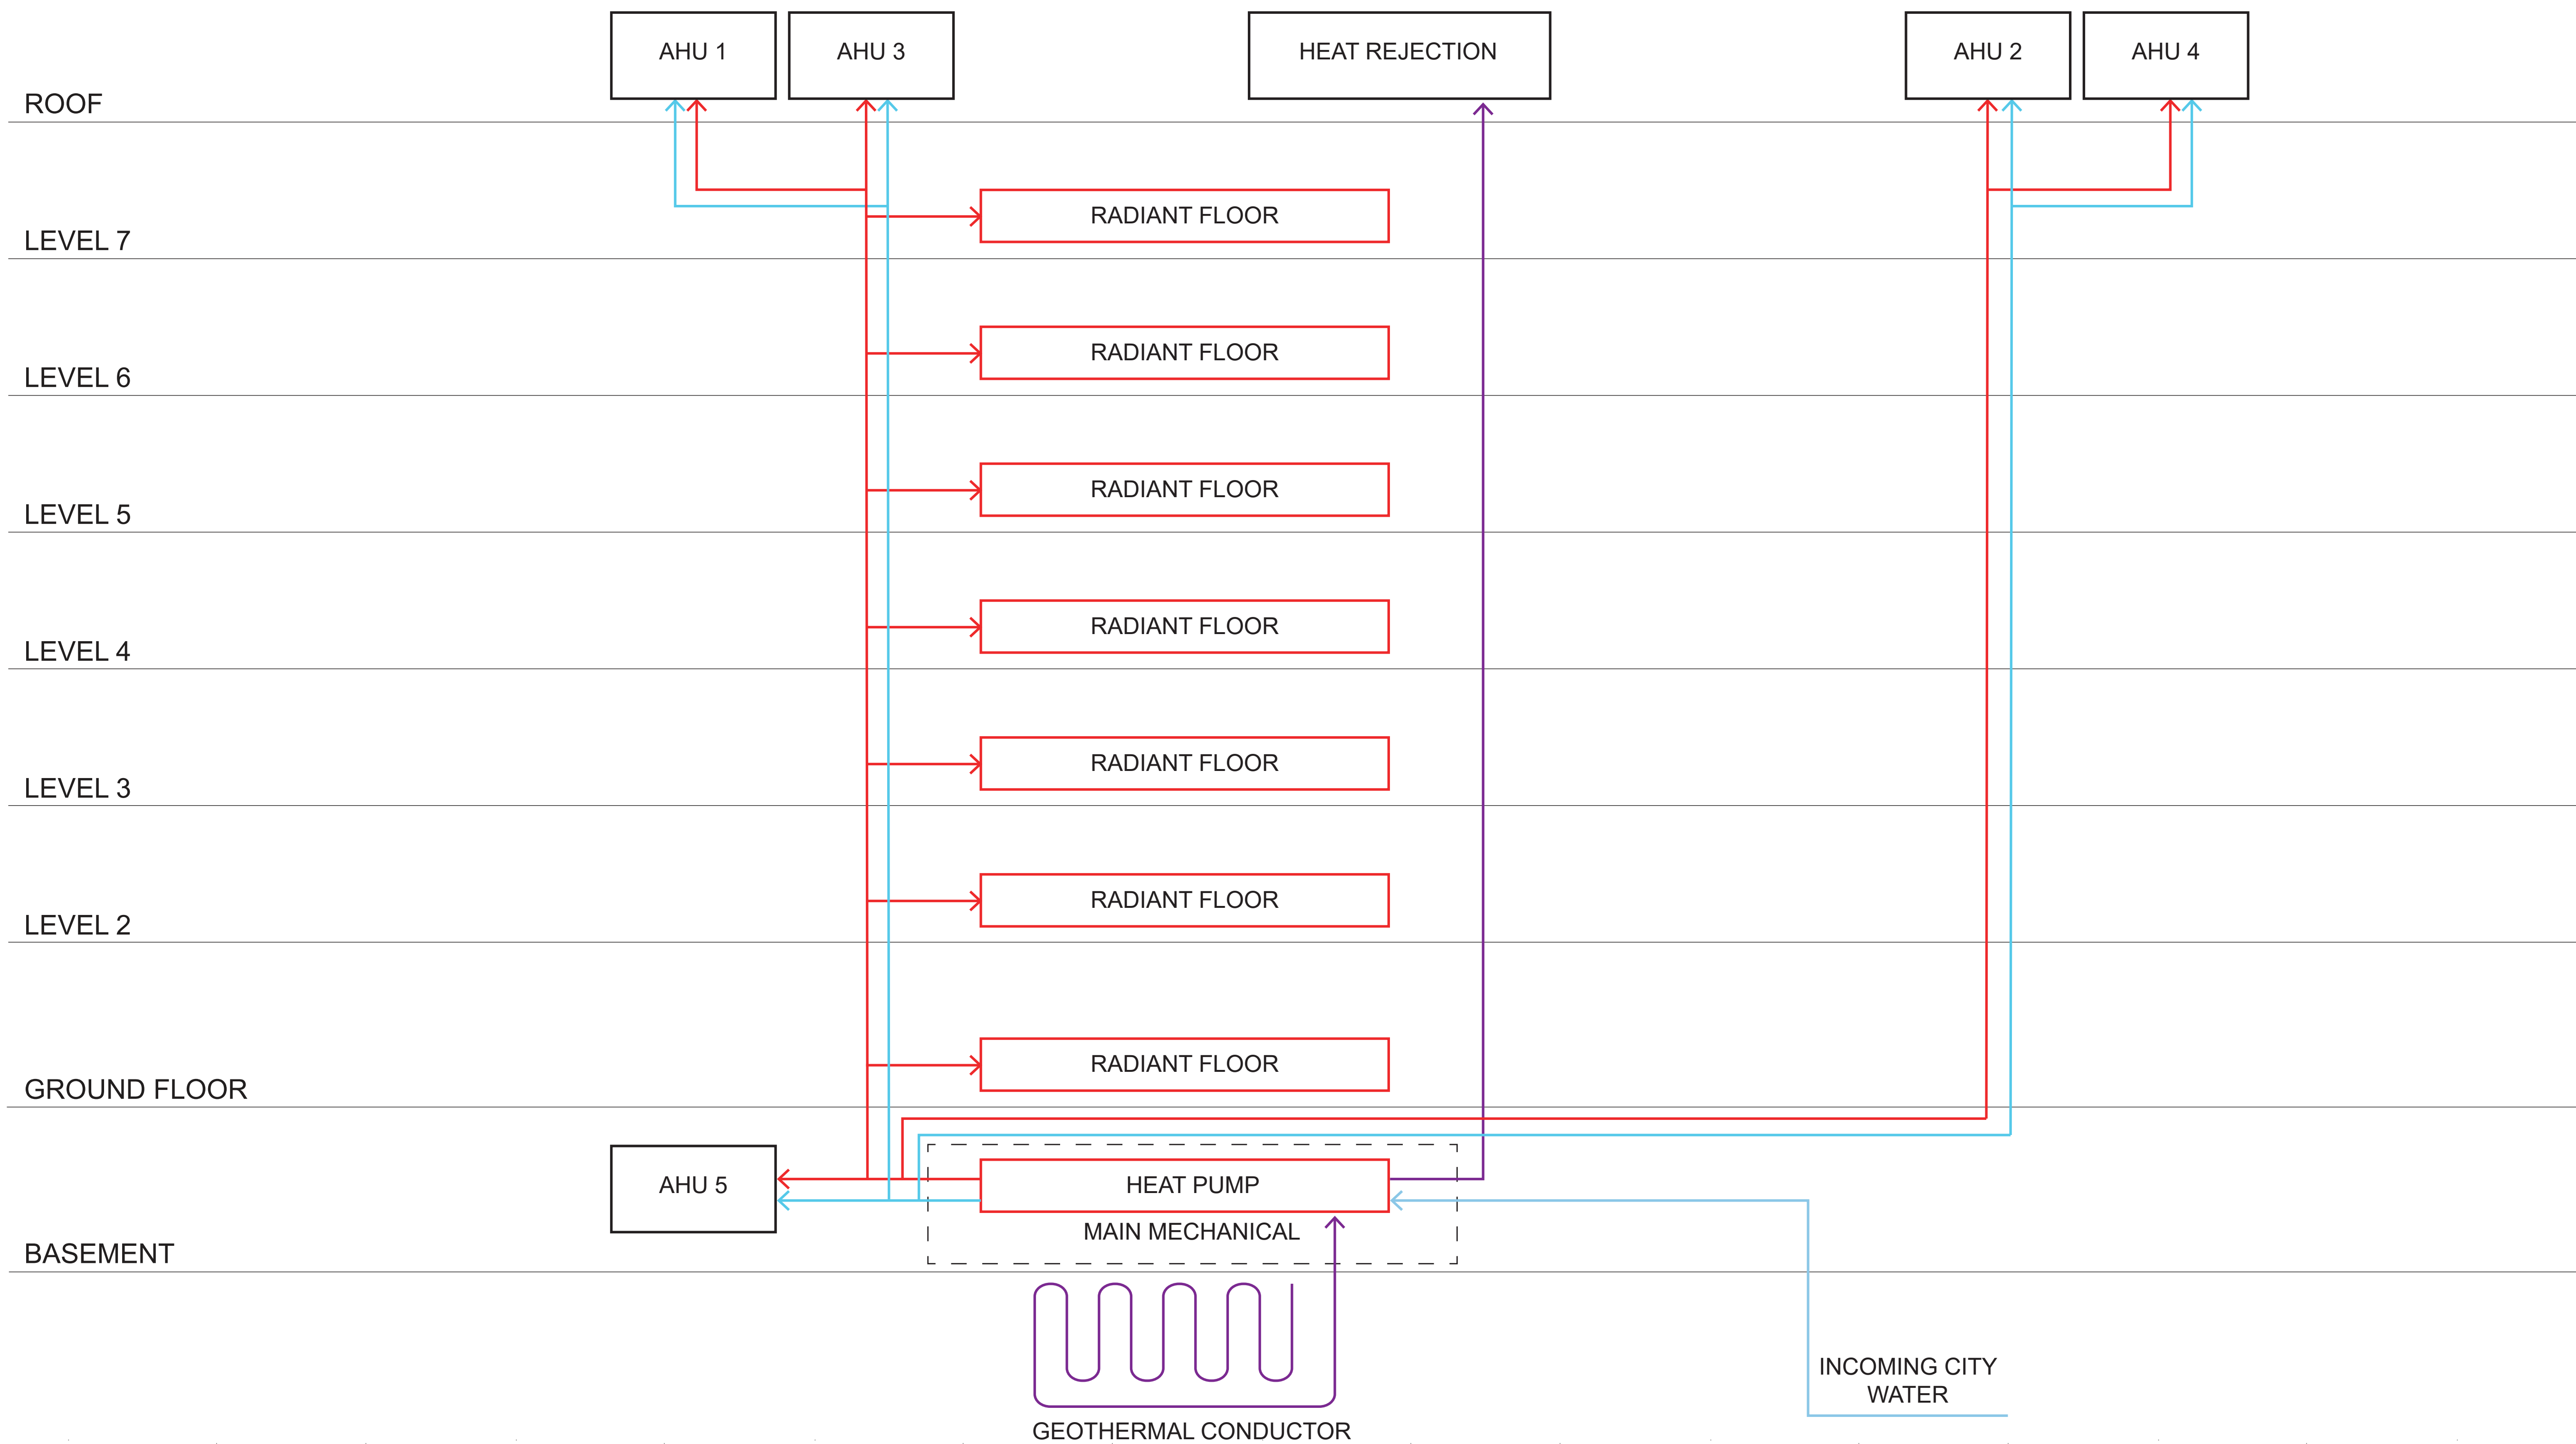 AHU 1
AHU 3
HEAT REJECTION
AHU 2
AHU 4
ROOF
RADIANT FLOOR
LEVEL 7
RADIANT FLOOR
LEVEL 6
RADIANT FLOOR
LEVEL 5
RADIANT FLOOR
LEVEL 4
RADIANT FLOOR
LEVEL 3
RADIANT FLOOR
LEVEL 2
RADIANT FLOOR
GROUND FLOOR
AHU 5
HEAT PUMP
MAIN MECHANICAL
BASEMENT
INCOMING CITY
WATER
GEOTHERMAL CONDUCTOR